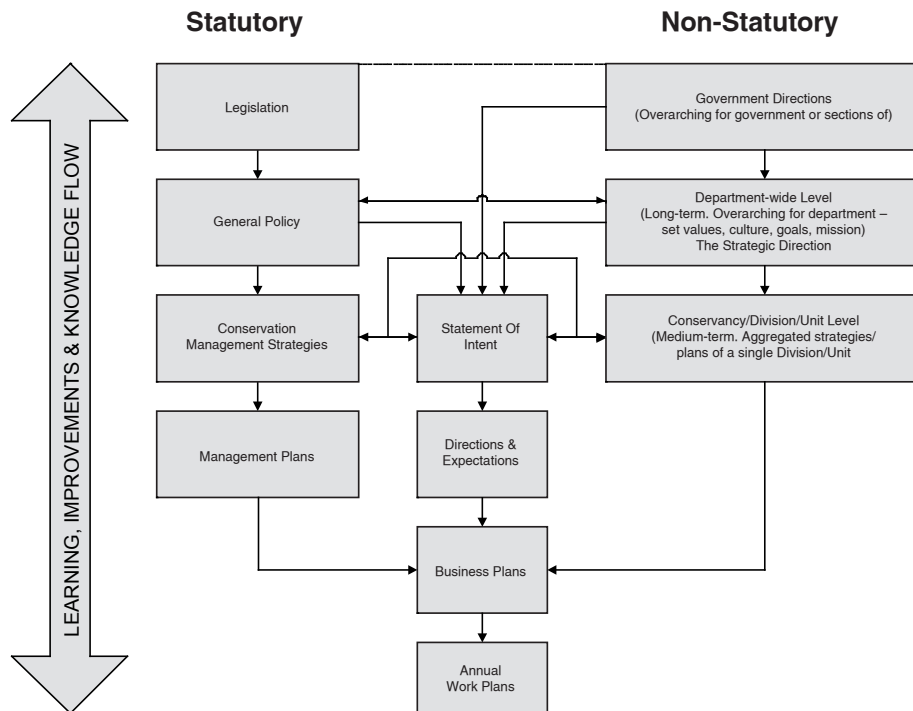 Statutory
Non-Statutory
LEARNING, IMPROVEMENTS & KNOWLEDGE FLOW
Legislation
Government Directions
(Overarching for government or sections of)
General Policy
Department-wide Level
(Long-term. Overarching for department –
set values, culture, goals, mission)
The Strategic Direction
Conservation
Management Strategies
Statement Of
Intent
Conservancy/Division/Unit Level
(Medium-term. Aggregated strategies/
plans of a single Division/Unit
Management Plans
Directions &
Expectations
Business Plans
Annual
Work Plans